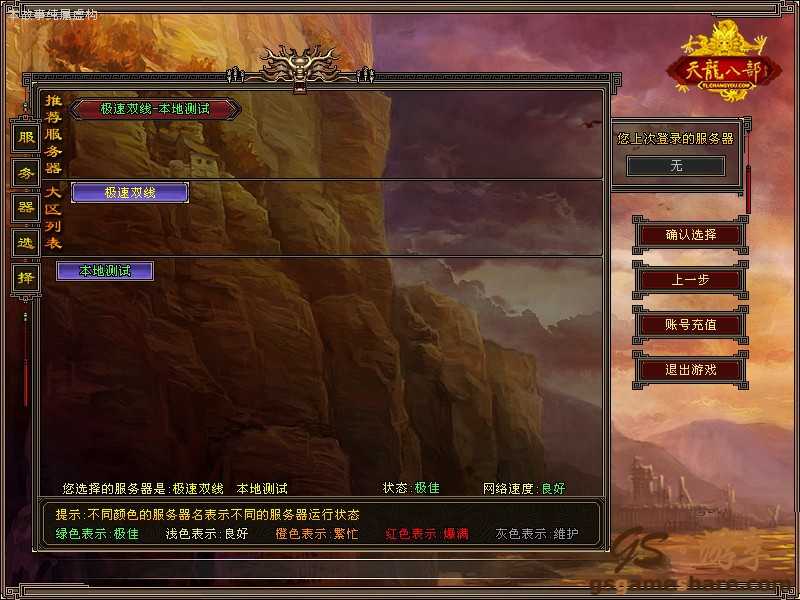 本故事纯属虚构
天龍八部
TL.CHANGYOU.COM
服务器选择
推荐服务器
极速双线-本地测试
大区列表
极速双线
本地测试
您上次登录的服务器
无
确认选择
上一步
账号充值
退出游戏
您选择的服务器是:极速双线 本地测试 状态:极佳 网络速度:良好
提示:不同颜色的服务器名表示不同的服务器运行状态
绿色表示:极佳 浅色表示:良好 橙色表示:繁忙 红色表示:爆满 灰色表示:维护
gsgameshare.com